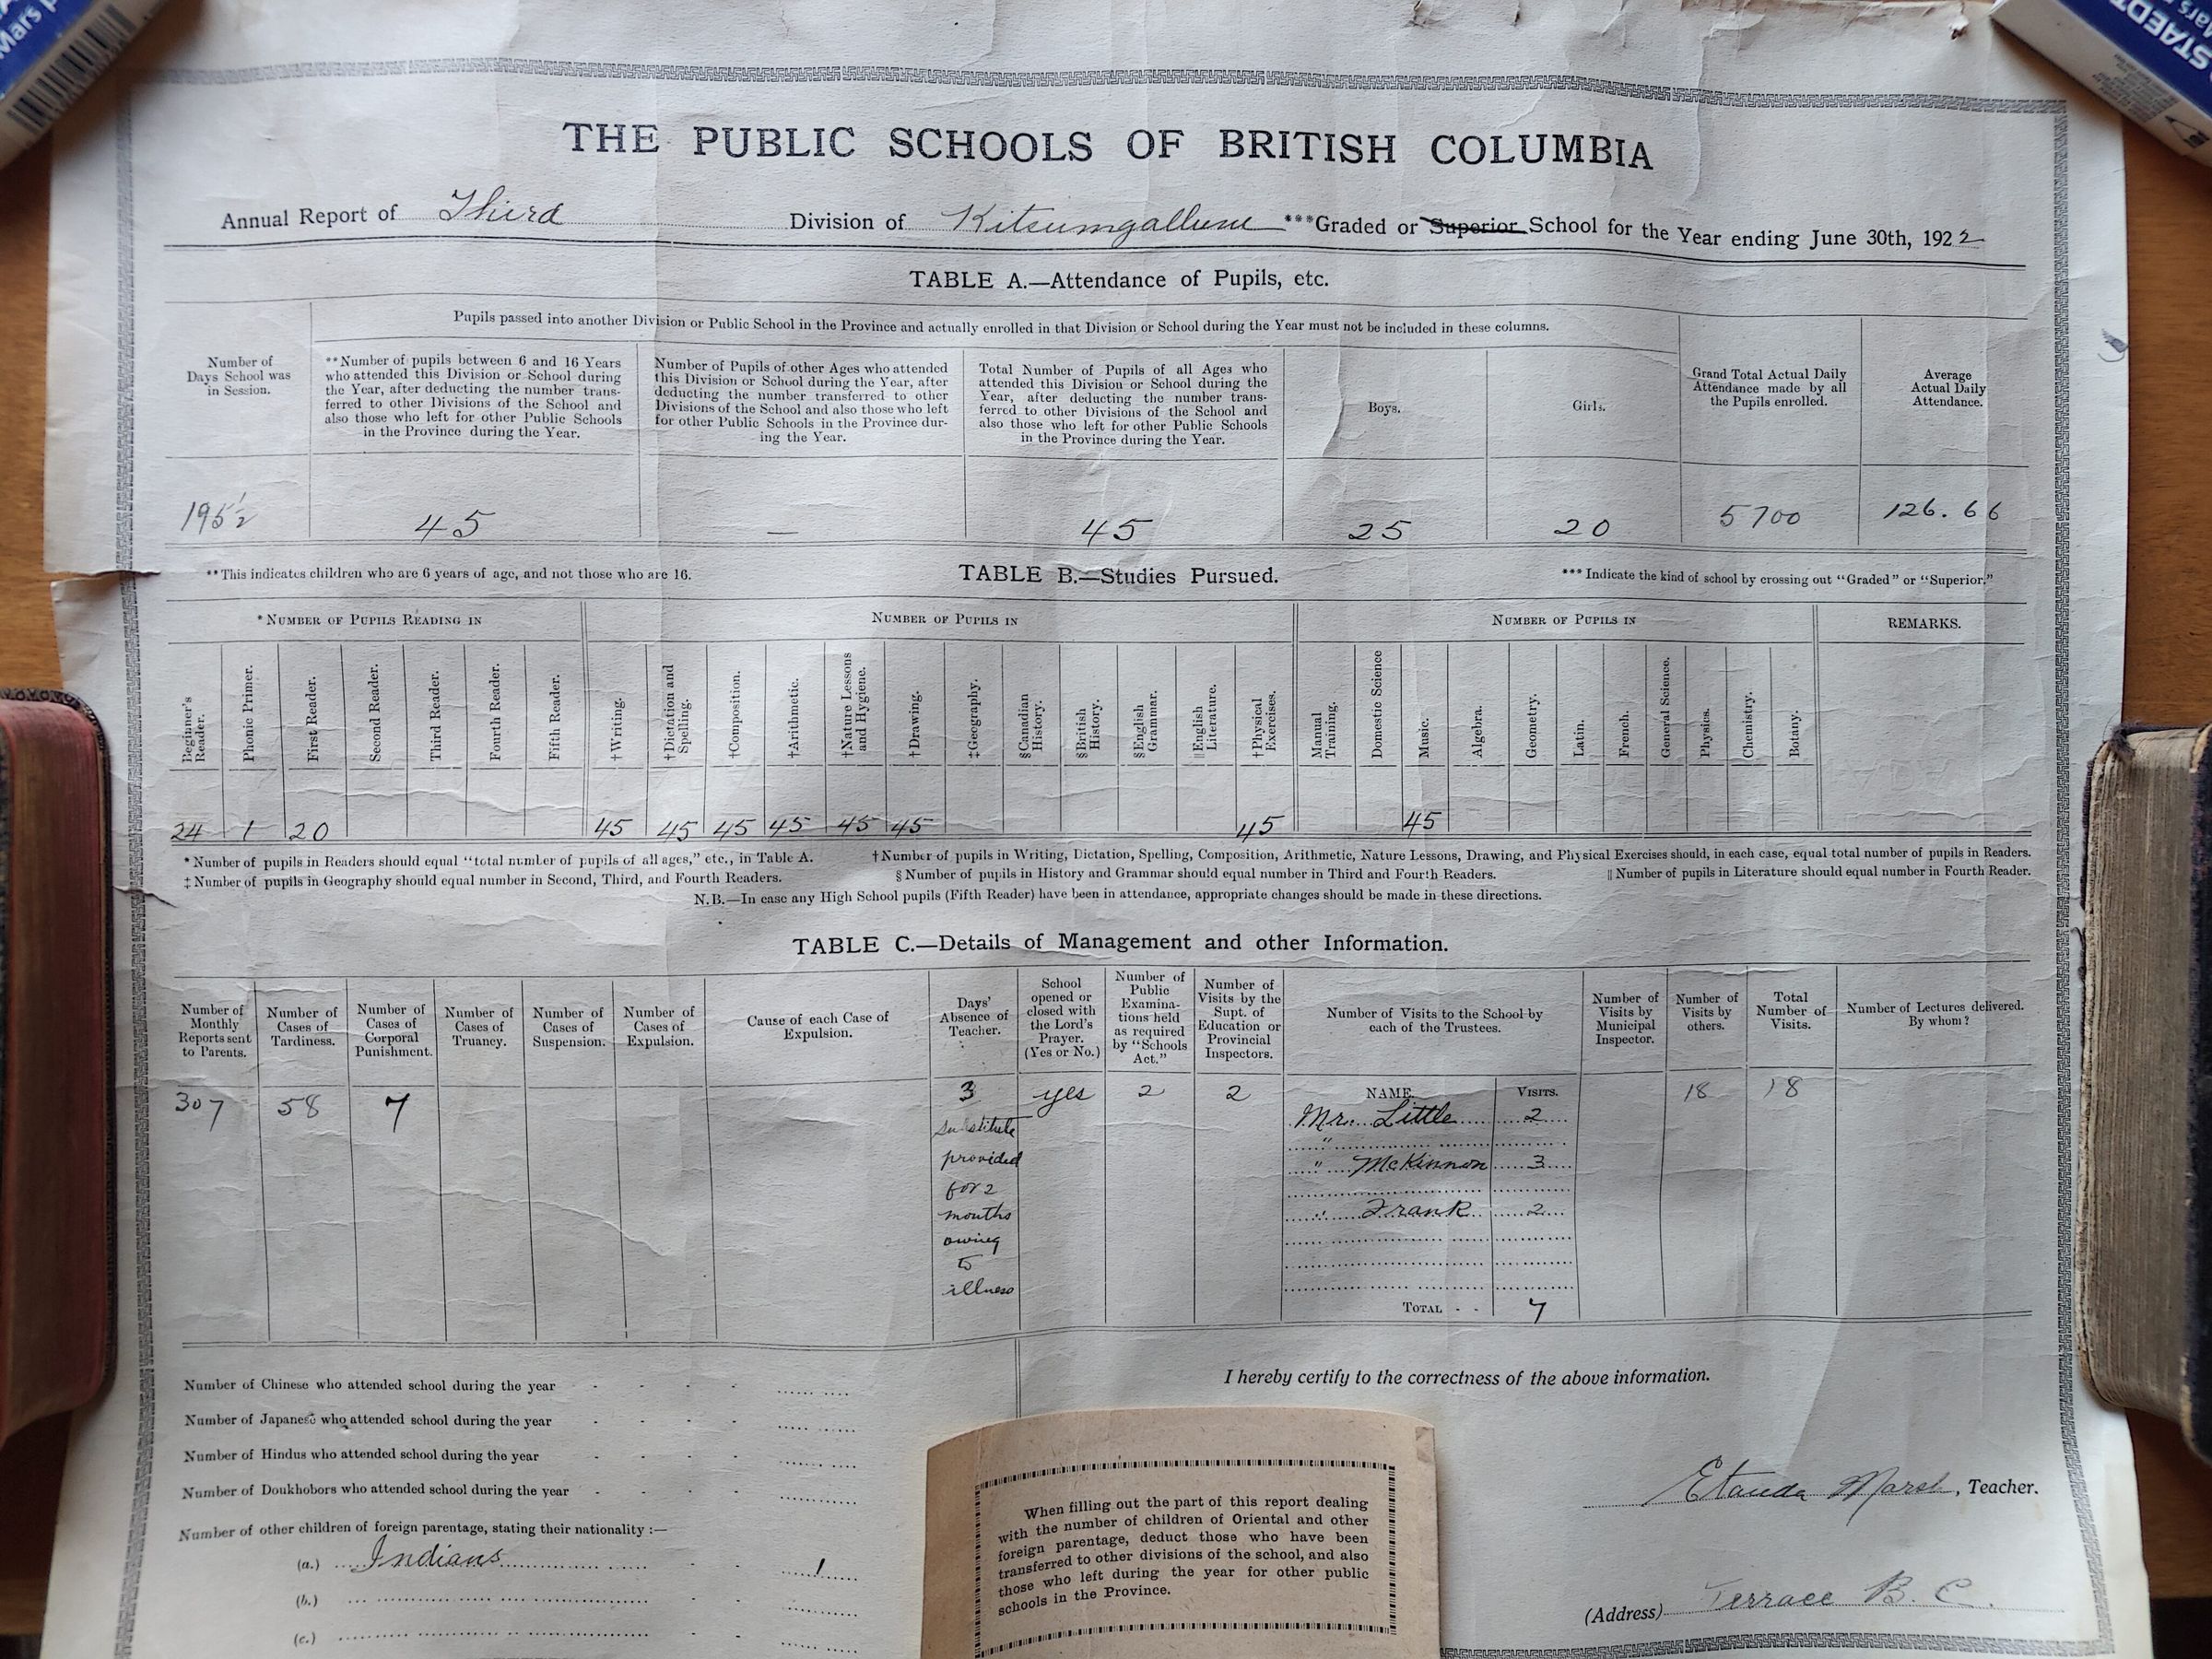 Mars
STAEDT
Mars
THE PUBLIC SCHOOLS OF BRITISH COLUMBIA
Annual Report of Third Division of Kitsumgallum ***Graded or Superior School for the Year ending June 30th, 1922
TABLE A.—Attendance of Pupils, etc.
Pupils passed into another Division or Public School in the Province and actually enrolled in that Division or School during the Year must not be included in these columns.
Number of
Days School was
in Session.
**Number of pupils between 6 and 16 Years
who attended this Division or School during
the Year, after deducting the number trans-
ferred to other Divisions of the School and
also those who left for other Public Schools
in the Province during the Year.
Number of Pupils of other Ages who attended
this Division or School during the Year, after
deducting the number transferred to other
Divisions of the School and also those who left
for other Public Schools in the Province dur-
ing the Year.
Total Number of Pupils of all Ages who
attended this Division or School during the
Year, after deducting the number trans-
ferred to other Divisions of the School and
also those who left for other Public Schools
in the Province during the Year.
Boys.
Girls.
Grand Total Actual Daily
Attendance made by all
the Pupils enrolled.
Average
Actual Daily
Attendance.
195½ 45 — 45 25 20 5700 126.66
**This indicates children who are 6 years of age, and not those who are 16.
TABLE B.—Studies Pursued.
***Indicate the kind of school by crossing out "Graded" or "Superior."
*NUMBER OF PUPILS READING IN
NUMBER OF PUPILS IN
NUMBER OF PUPILS IN
REMARKS.
Beginner's
Reader.
Phonic Primer.
First Reader.
Second Reader.
Third Reader.
Fourth Reader.
Fifth Reader.
†Writing.
†Dictation and
Spelling.
†Composition.
†Arithmetic.
†Nature Lessons
and Hygiene.
†Drawing.
‡Geography.
§Canadian
History.
§British
History.
§English
Grammar.
||English
Literature.
†Physical
Exercises.
Manual
Training.
Domestic Science
Music.
Algebra.
Geometry.
Latin.
French.
General Science.
Physics.
Chemistry.
Botany.
24 1 20 45 45 45 45 45 45 45 45
*Number of pupils in Readers should equal "total number of pupils of all ages," etc., in Table A.
†Number of pupils in Writing, Dictation, Spelling, Composition, Arithmetic, Nature Lessons, Drawing, and Physical Exercises should, in each case, equal total number of pupils in Readers.
‡Number of pupils in Geography should equal number in Second, Third, and Fourth Readers.
§Number of pupils in History and Grammar should equal number in Third and Fourth Readers.
||Number of pupils in Literature should equal number in Fourth Reader.
N.B.—In case any High School pupils (Fifth Reader) have been in attendance, appropriate changes should be made in these directions.
TABLE C.—Details of Management and other Information.
Number of
Monthly
Reports sent
to Parents.
Number of
Cases of
Tardiness.
Number of
Cases of
Corporal
Punishment.
Number of
Cases of
Truancy.
Number of
Cases of
Suspension.
Number of
Cases of
Expulsion.
Cause of each Case of
Expulsion.
Days'
Absence of
Teacher.
School
opened or
closed with
the Lord's
Prayer.
(Yes or No.)
Number of
Public
Examina-
tions held
as required
by "Schools
Act."
Number of
Visits by the
Supt. of
Education or
Provincial
Inspectors.
Number of Visits to the School by
each of the Trustees.
Number of
Visits by
Municipal
Inspector.
Number of
Visits by
others.
Total
Number of
Visits.
Number of Lectures delivered.
By whom?
307 58 7
3
substitute
provided
for 2
months
owing
to
illness
yes 2 2
NAME. VISITS.
Mr. Little 2
"
" McKinnon 3
" Frank 2
TOTAL - - 7
18 18
Number of Chinese who attended school during the year
Number of Japanese who attended school during the year
Number of Hindus who attended school during the year
Number of Doukhobors who attended school during the year
Number of other children of foreign parentage, stating their nationality :—
(a.) Indians 1
(b.)
(c.)
When filling out the part of this report dealing
with the number of children of Oriental and other
foreign parentage, deduct those who have been
transferred to other divisions of the school, and also
those who left during the year for other public
schools in the Province.
I hereby certify to the correctness of the above information.
Marsh, Teacher.
(Address) Terrace B. C.